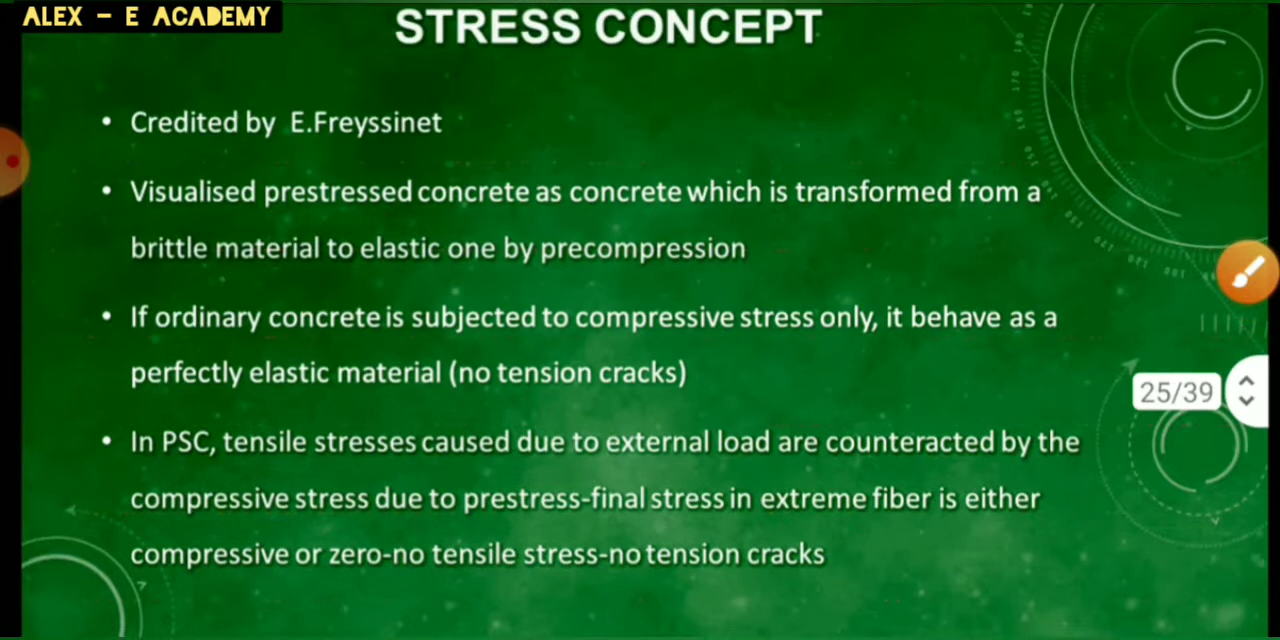 ALEX - E ACADEMY
STRESS CONCEPT
• Credited by E.Freyssinet
• Visualised prestressed concrete as concrete which is transformed from a
brittle material to elastic one by precompression
• If ordinary concrete is subjected to compressive stress only, it behave as a
perfectly elastic material (no tension cracks)
25/39
• In PSC, tensile stresses caused due to external load are counteracted by the
compressive stress due to prestress-final stress in extreme fiber is either
compressive or zero-no tensile stress-no tension cracks